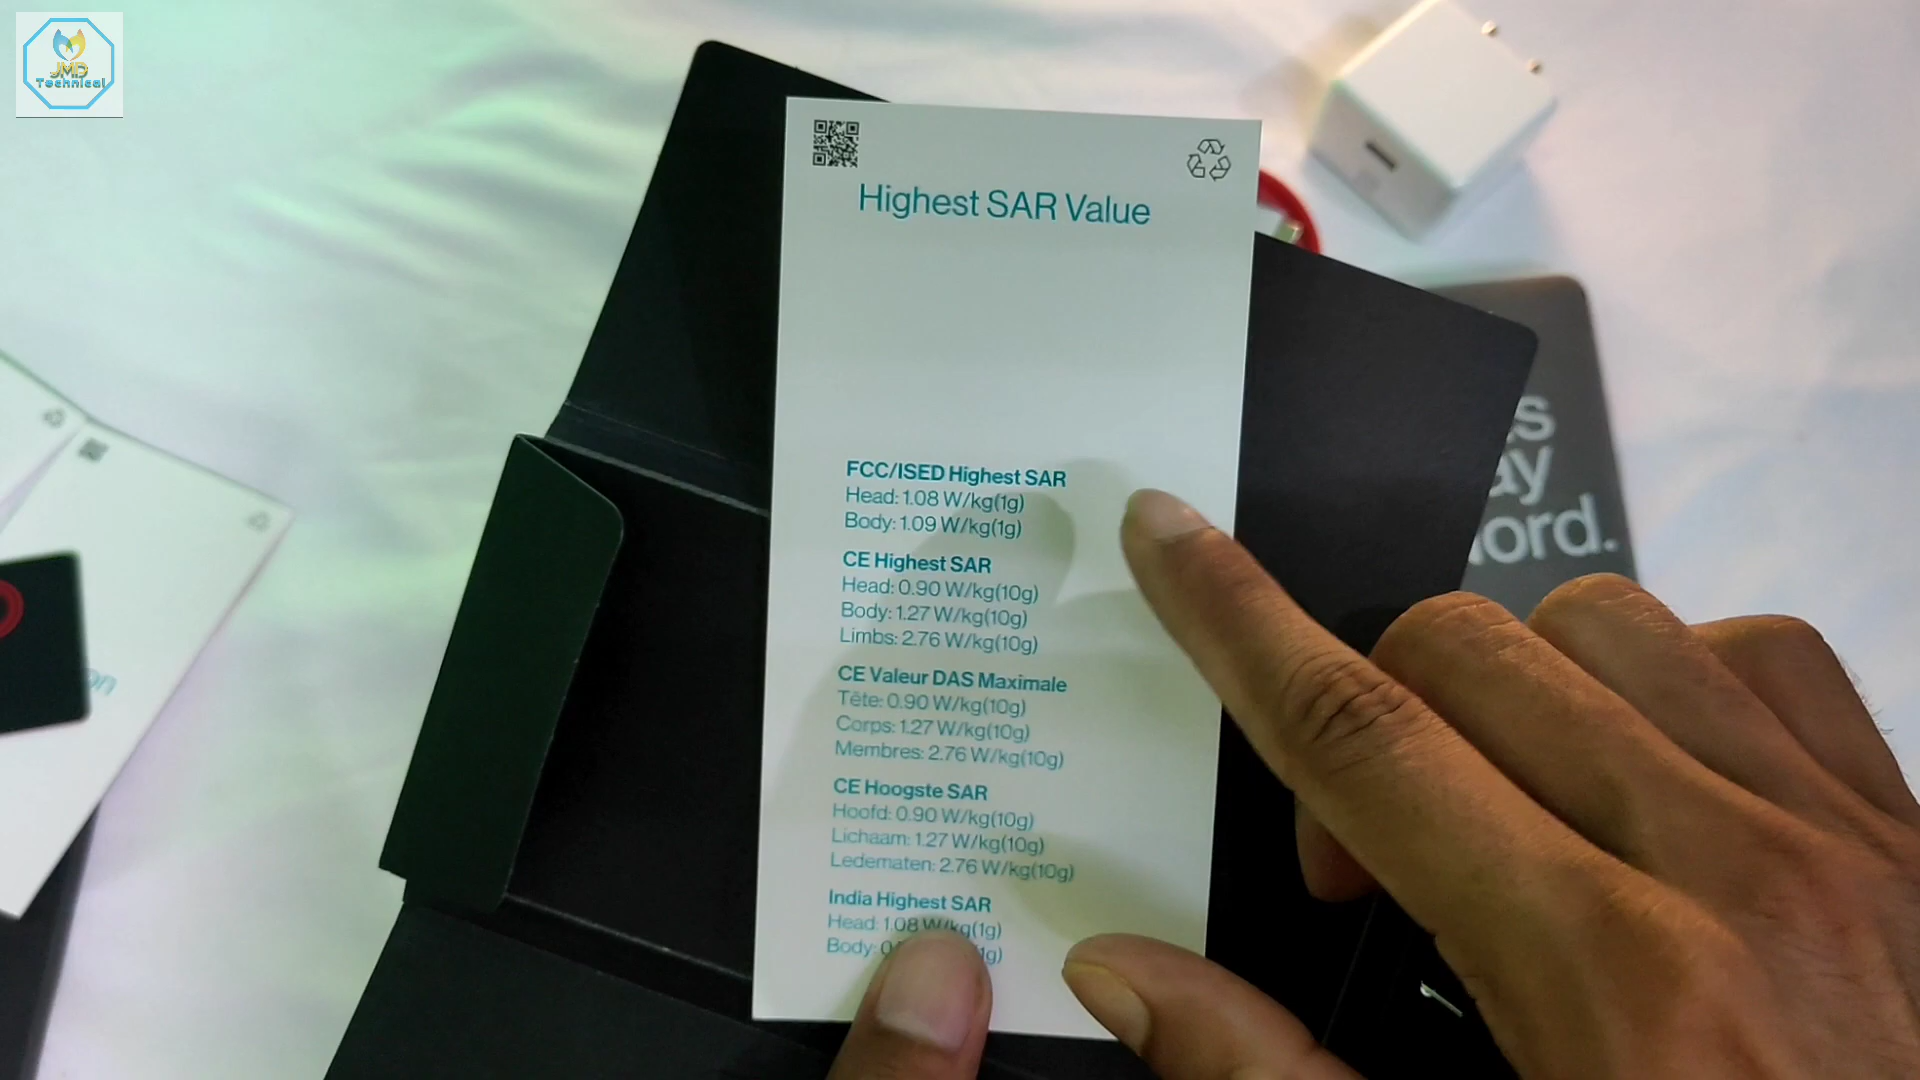 JMD
Technical
Highest SAR Value
FCC/ISED Highest SAR
Head: 1.08 W/kg(1g)
Body: 1.09 W/kg(1g)
CE Highest SAR
Head: 0.90 W/kg(10g)
Body: 1.27 W/kg(10g)
Limbs: 2.76 W/kg(10g)
CE Valeur DAS Maximale
Tête: 0.90 W/kg(10g)
Corps: 1.27 W/kg(10g)
Membres: 2.76 W/kg(10g)
CE Hoogste SAR
Hoofd: 0.90 W/kg(10g)
Lichaam: 1.27 W/kg(10g)
Ledematen: 2.76 W/kg(10g)
India Highest SAR
Head: 1.08 W/kg(1g)
Body: